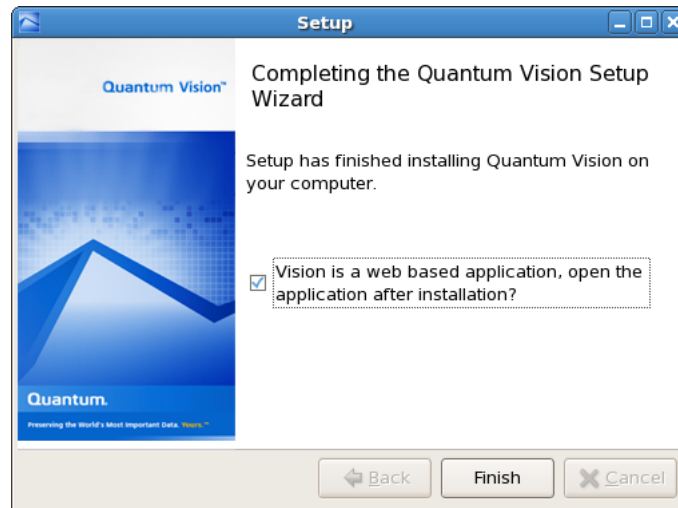 Setup
Quantum Vision™
Completing the Quantum Vision Setup
Wizard
Setup has finished installing Quantum Vision on
your computer.
Vision is a web based application, open the
application after installation?
Quantum.
Preserving the World's Most Important Data. Yours.™
Back
Finish
Cancel